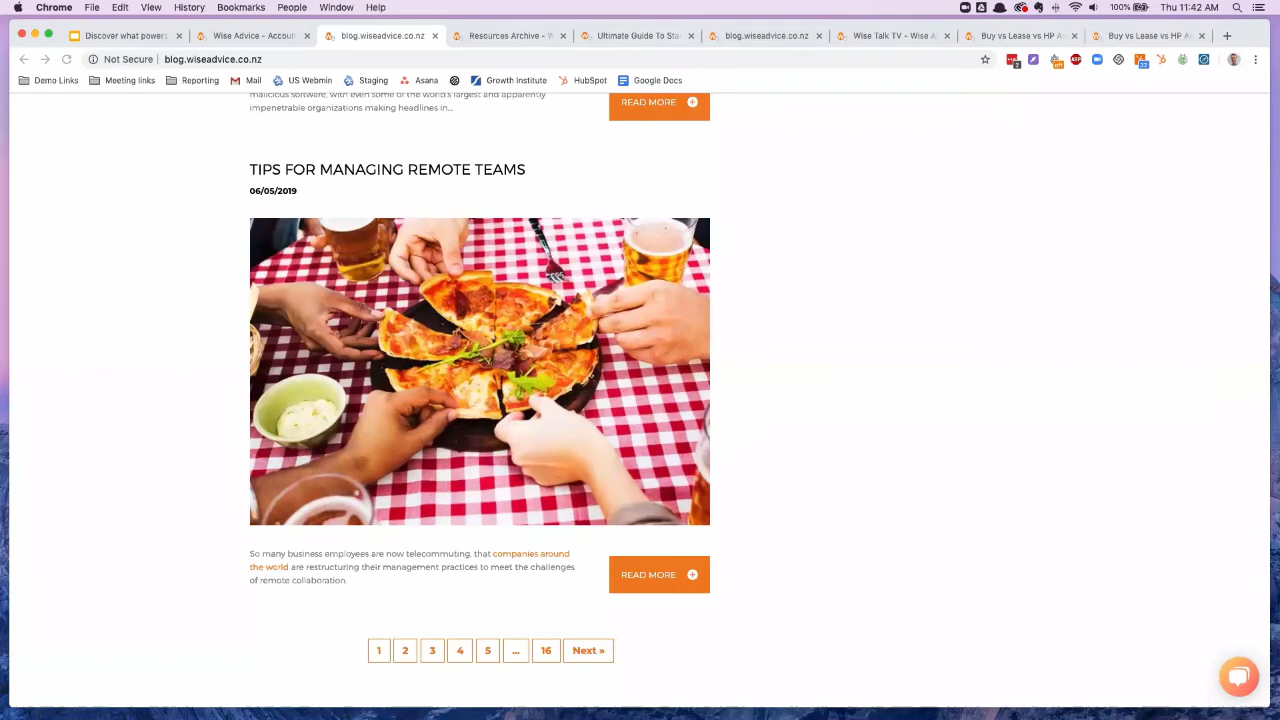 Chrome File Edit View History Bookmarks People Window Help 100% Thu 11:42 AM
Discover what powers Wise Advice - Accoun blog.wiseadvice.co.nz Resources Archive - W Ultimate Guide To Sta blog.wiseadvice.co.nz Wise Talk TV - Wise A Buy vs Lease vs HP As Buy vs Lease vs HP As
Not Secure blog.wiseadvice.co.nz
Demo Links Meeting links Reporting Mail US Webmin Staging Asana Growth Institute HubSpot Google Docs
malicious software, with even some of the world's largest and apparently
impenetrable organizations making headlines in...
READ MORE
TIPS FOR MANAGING REMOTE TEAMS
06/05/2019
So many business employees are now telecommuting, that companies around
the world are restructuring their management practices to meet the challenges
of remote collaboration.
READ MORE
1 2 3 4 5 ... 16 Next »